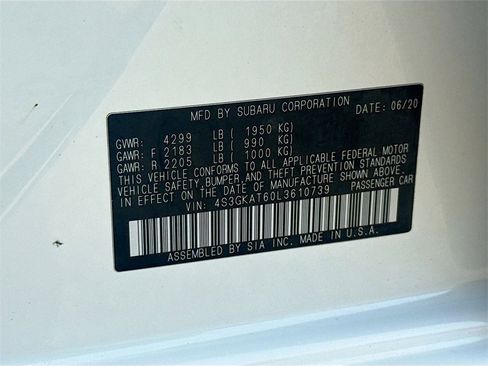 MFD BY SUBARU CORPORATION DATE: 06/20
GVWR: 4299 LB ( 1950 KG)
GAWR: F 2183 LB ( 990 KG)
GAWR: R 2205 LB ( 1000 KG)
THIS VEHICLE CONFORMS TO ALL APPLICABLE FEDERAL MOTOR
VEHICLE SAFETY, BUMPER, AND THEFT PREVENTION STANDARDS
IN EFFECT ON THE DATE OF MANUFACTURE SHOWN ABOVE.
VIN: 4S3GKAT60L3610739 PASSENGER CAR
ASSEMBLED BY SIA INC. MADE IN U.S.A.